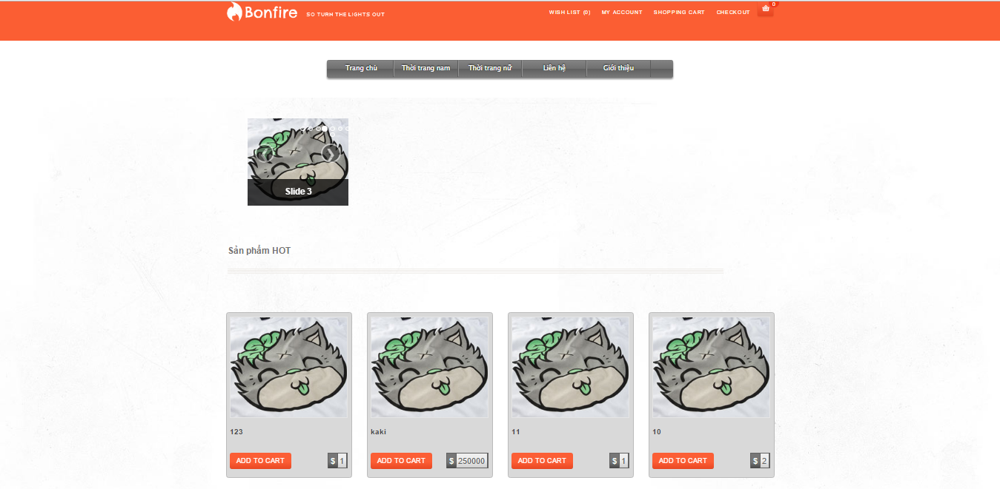 Bonfire SO TURN THE LIGHTS OUT
WISH LIST (0) MY ACCOUNT SHOPPING CART CHECKOUT 0
Trang chủ Thời trang nam Thời trang nữ Liên hệ Giới thiệu
Slide 3
Sản phẩm HOT
123 kaki 11 10
ADD TO CART $ 1 ADD TO CART $ 250000 ADD TO CART $ 1 ADD TO CART $ 2